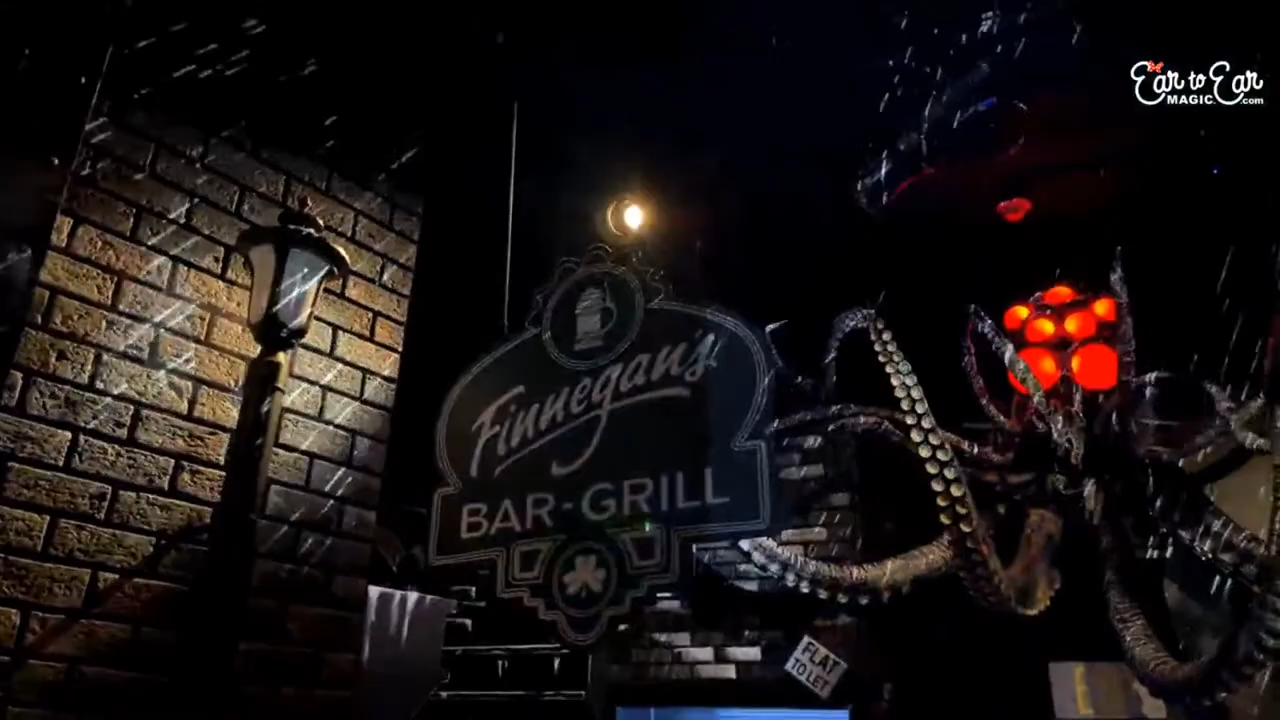 Ear to Ear
MAGIC.com
Finnegan's
BAR-GRILL
FLAT
TO LET